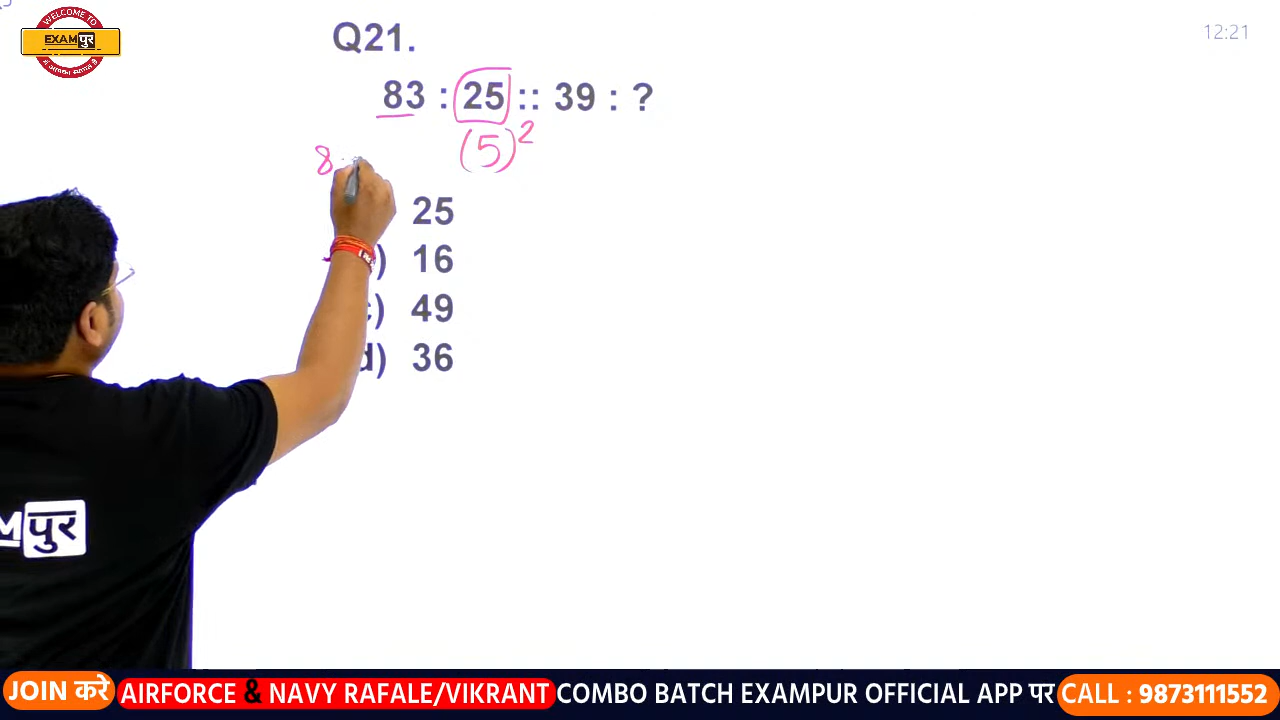 WELCOME TO
EXAMपुर
12:21
Q21.
83 : 25 :: 39 : ?
(5)²
8
25
) 16
c) 49
d) 36
Mपुर
JOIN करे AIRFORCE & NAVY RAFALE/VIKRANT COMBO BATCH EXAMPUR OFFICIAL APP पर CALL : 9873111552